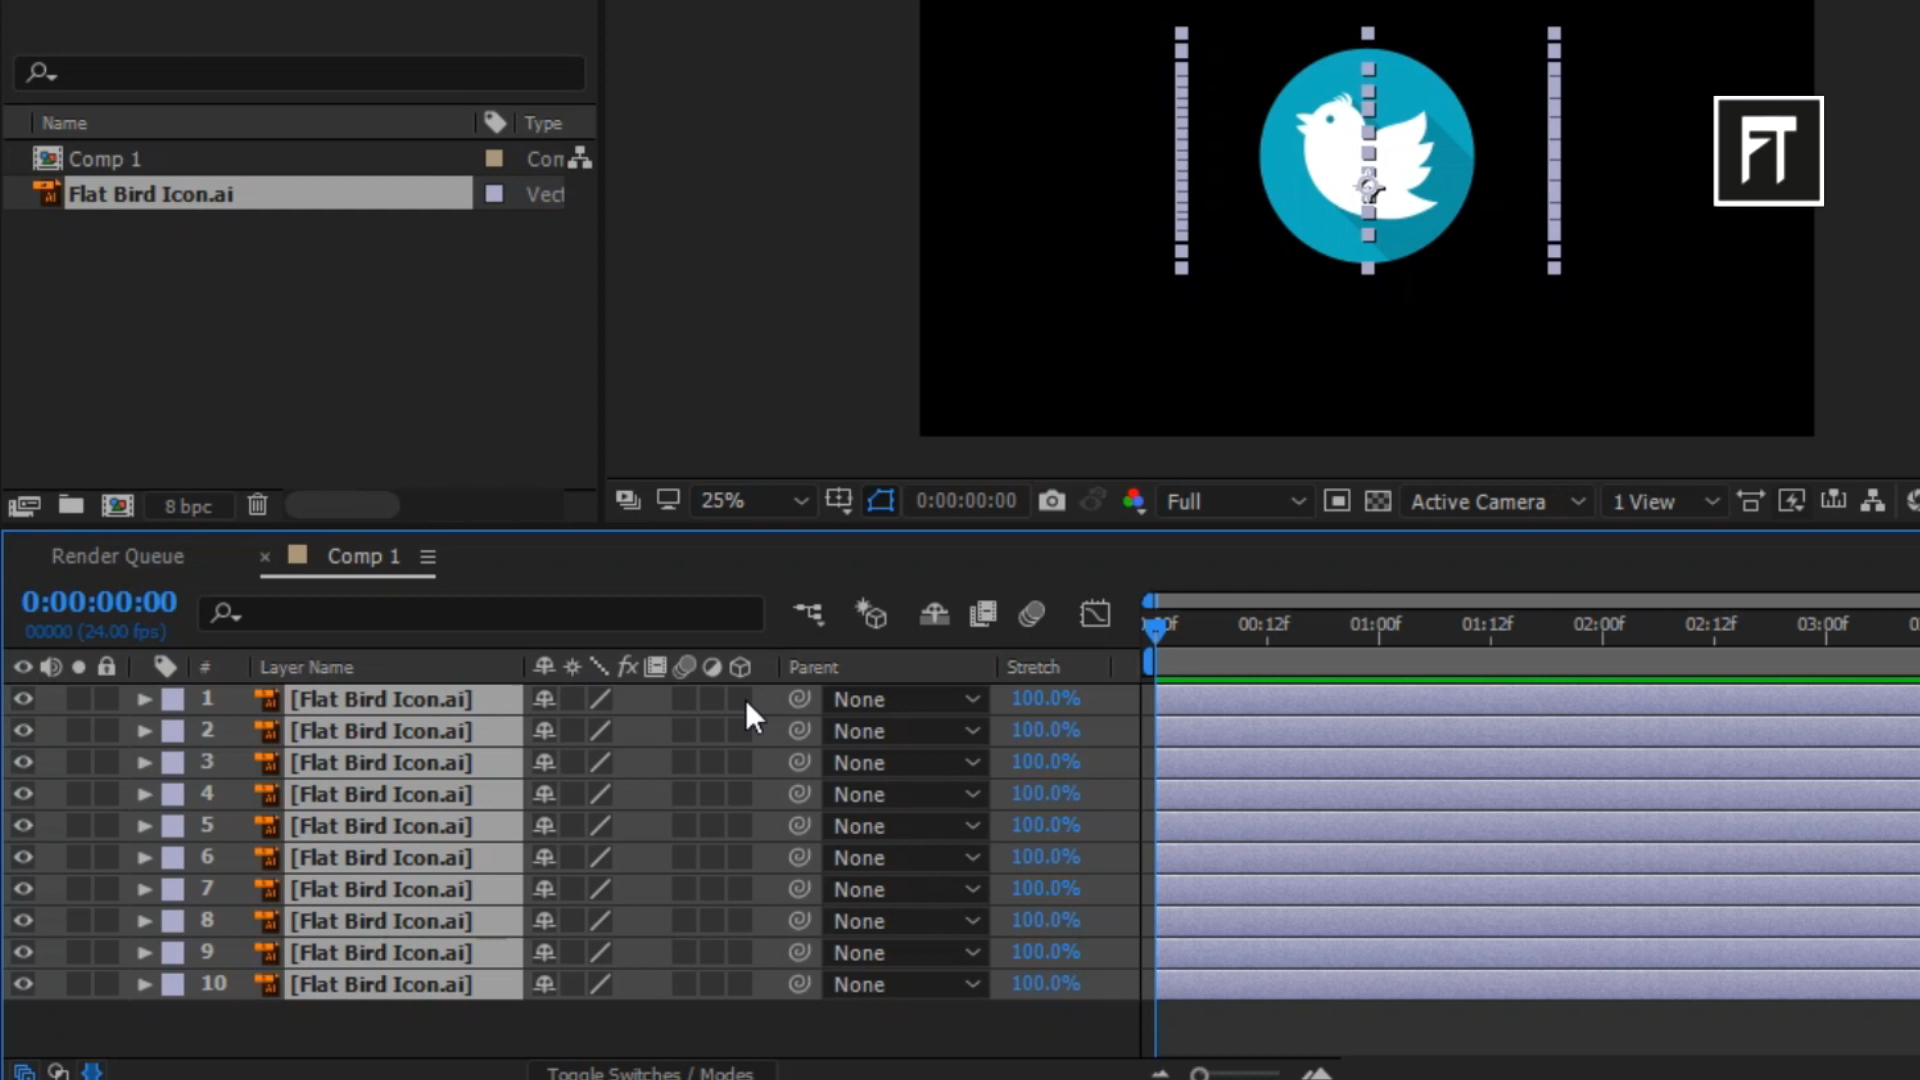 Name Type
Comp 1 Con
Flat Bird Icon.ai Vect
FT
8 bpc
25% 0:00:00:00 Full Active Camera 1 View
Render Queue × Comp 1
0:00:00:00
00000 (24.00 fps)
00:12f 01:00f 01:12f 02:00f 02:12f 03:00f
# Layer Name fx Parent Stretch
1 [Flat Bird Icon.ai] None 100.0%
2 [Flat Bird Icon.ai] None 100.0%
3 [Flat Bird Icon.ai] None 100.0%
4 [Flat Bird Icon.ai] None 100.0%
5 [Flat Bird Icon.ai] None 100.0%
6 [Flat Bird Icon.ai] None 100.0%
7 [Flat Bird Icon.ai] None 100.0%
8 [Flat Bird Icon.ai] None 100.0%
9 [Flat Bird Icon.ai] None 100.0%
10 [Flat Bird Icon.ai] None 100.0%
Toggle Switches / Modes